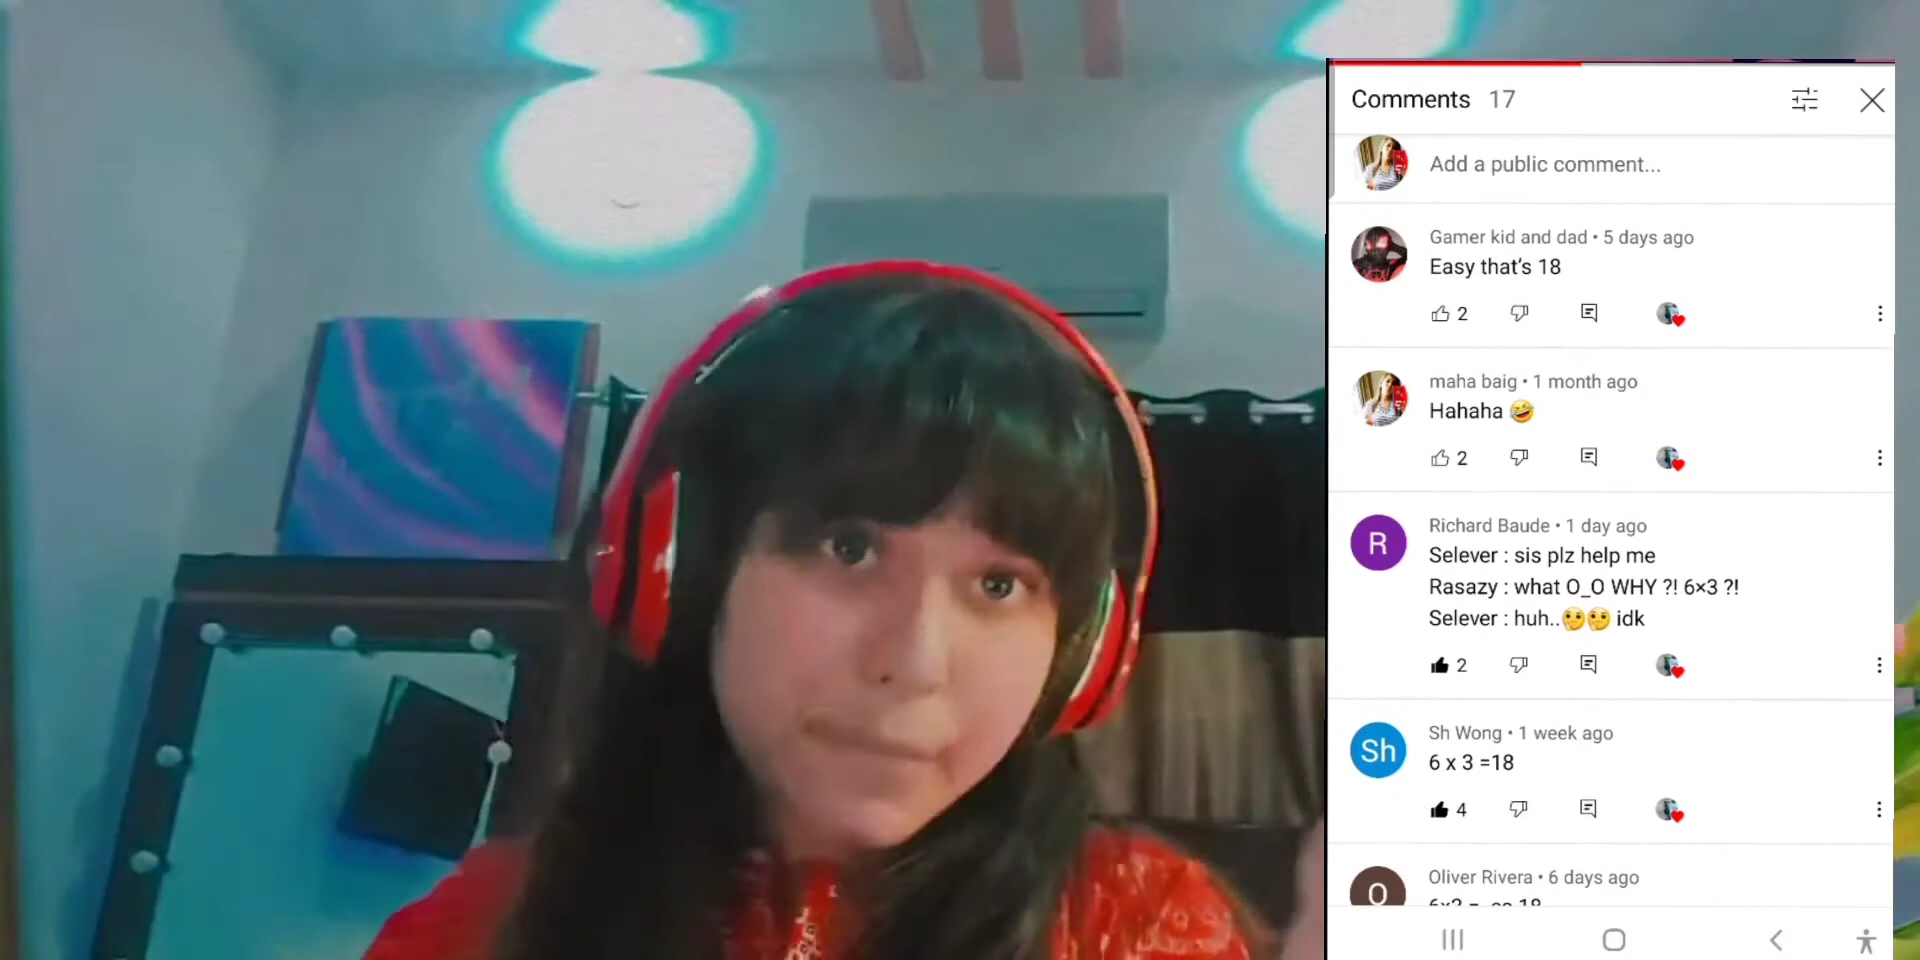 Comments 17
Add a public comment...
Gamer kid and dad • 5 days ago
Easy that's 18
2
maha baig • 1 month ago
Hahaha 🤣
2
R
Richard Baude • 1 day ago
Selever : sis plz help me
Rasazy : what O_O WHY ?! 6×3 ?!
Selever : huh..🤔🤔 idk
2
Sh
Sh Wong • 1 week ago
6 x 3 =18
4
O
Oliver Rivera • 6 days ago